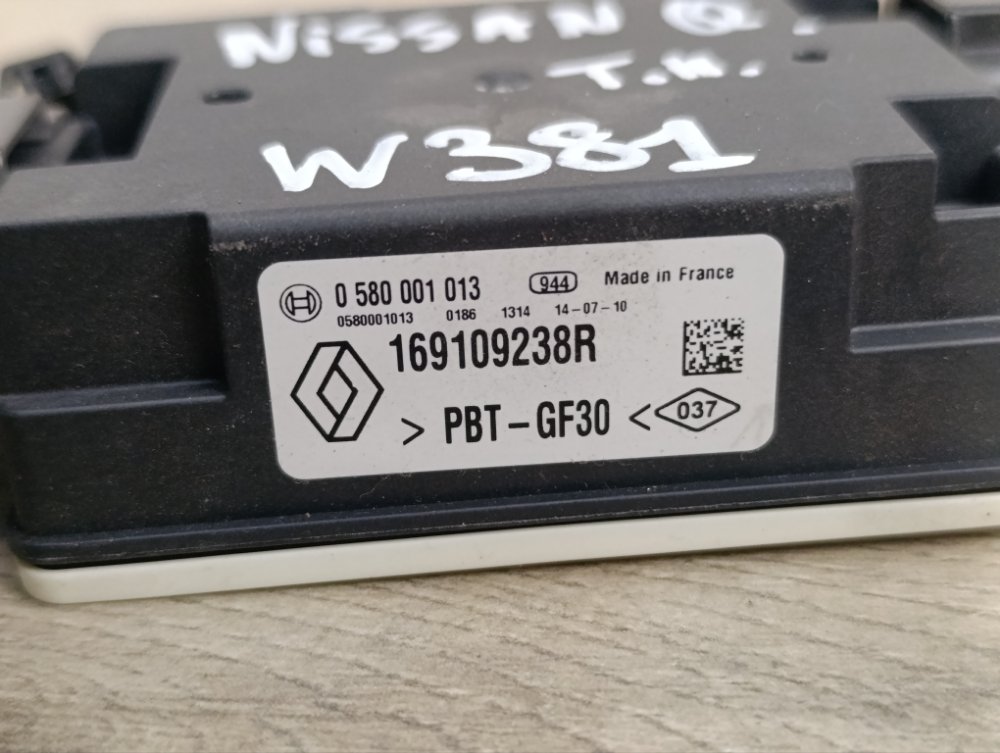 NISSAN Q.
T.H.
W381
0 580 001 013 944 Made in France
0580001013 0186 1314 14-07-10
169109238R
> PBT-GF30 < 037